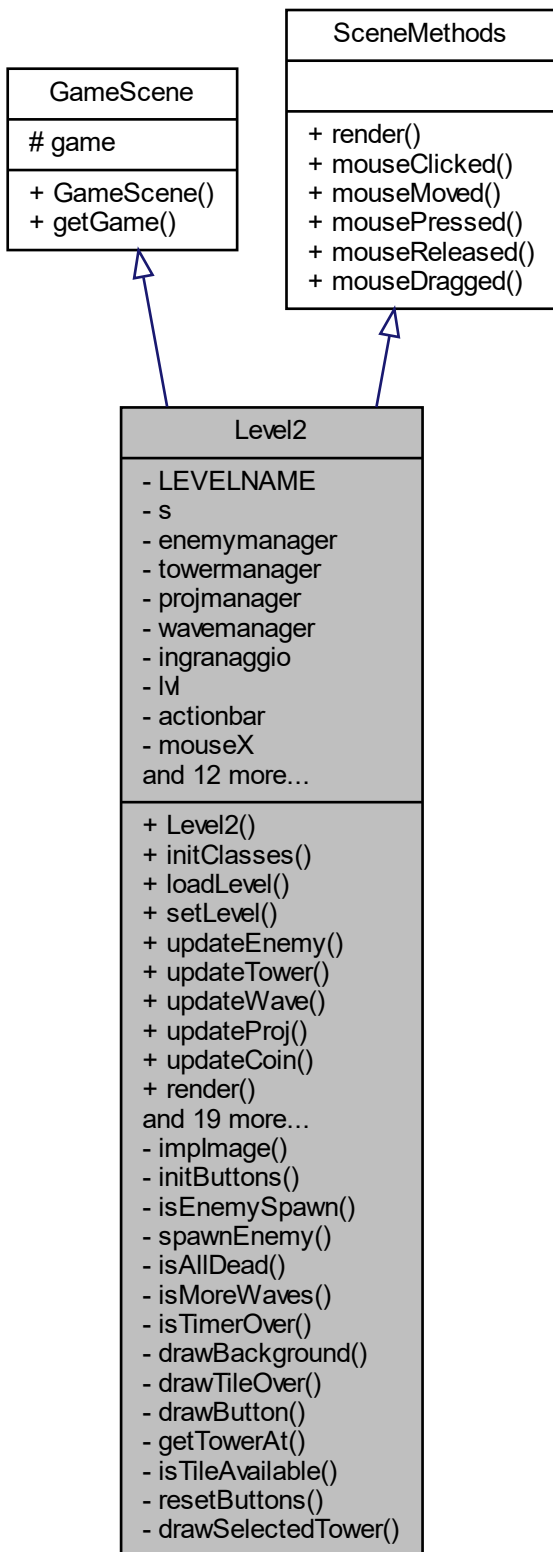 SceneMethods
+ render()
+ mouseClicked()
+ mouseMoved()
+ mousePressed()
+ mouseReleased()
+ mouseDragged()
GameScene
# game
+ GameScene()
+ getGame()
Level2
- LEVELNAME
- s
- enemymanager
- towermanager
- projmanager
- wavemanager
- ingranaggio
- lvl
- actionbar
- mouseX
and 12 more...
+ Level2()
+ initClasses()
+ loadLevel()
+ setLevel()
+ updateEnemy()
+ updateTower()
+ updateWave()
+ updateProj()
+ updateCoin()
+ render()
and 19 more...
- impImage()
- initButtons()
- isEnemySpawn()
- spawnEnemy()
- isAllDead()
- isMoreWaves()
- isTimerOver()
- drawBackground()
- drawTileOver()
- drawButton()
- getTowerAt()
- isTileAvailable()
- resetButtons()
- drawSelectedTower()